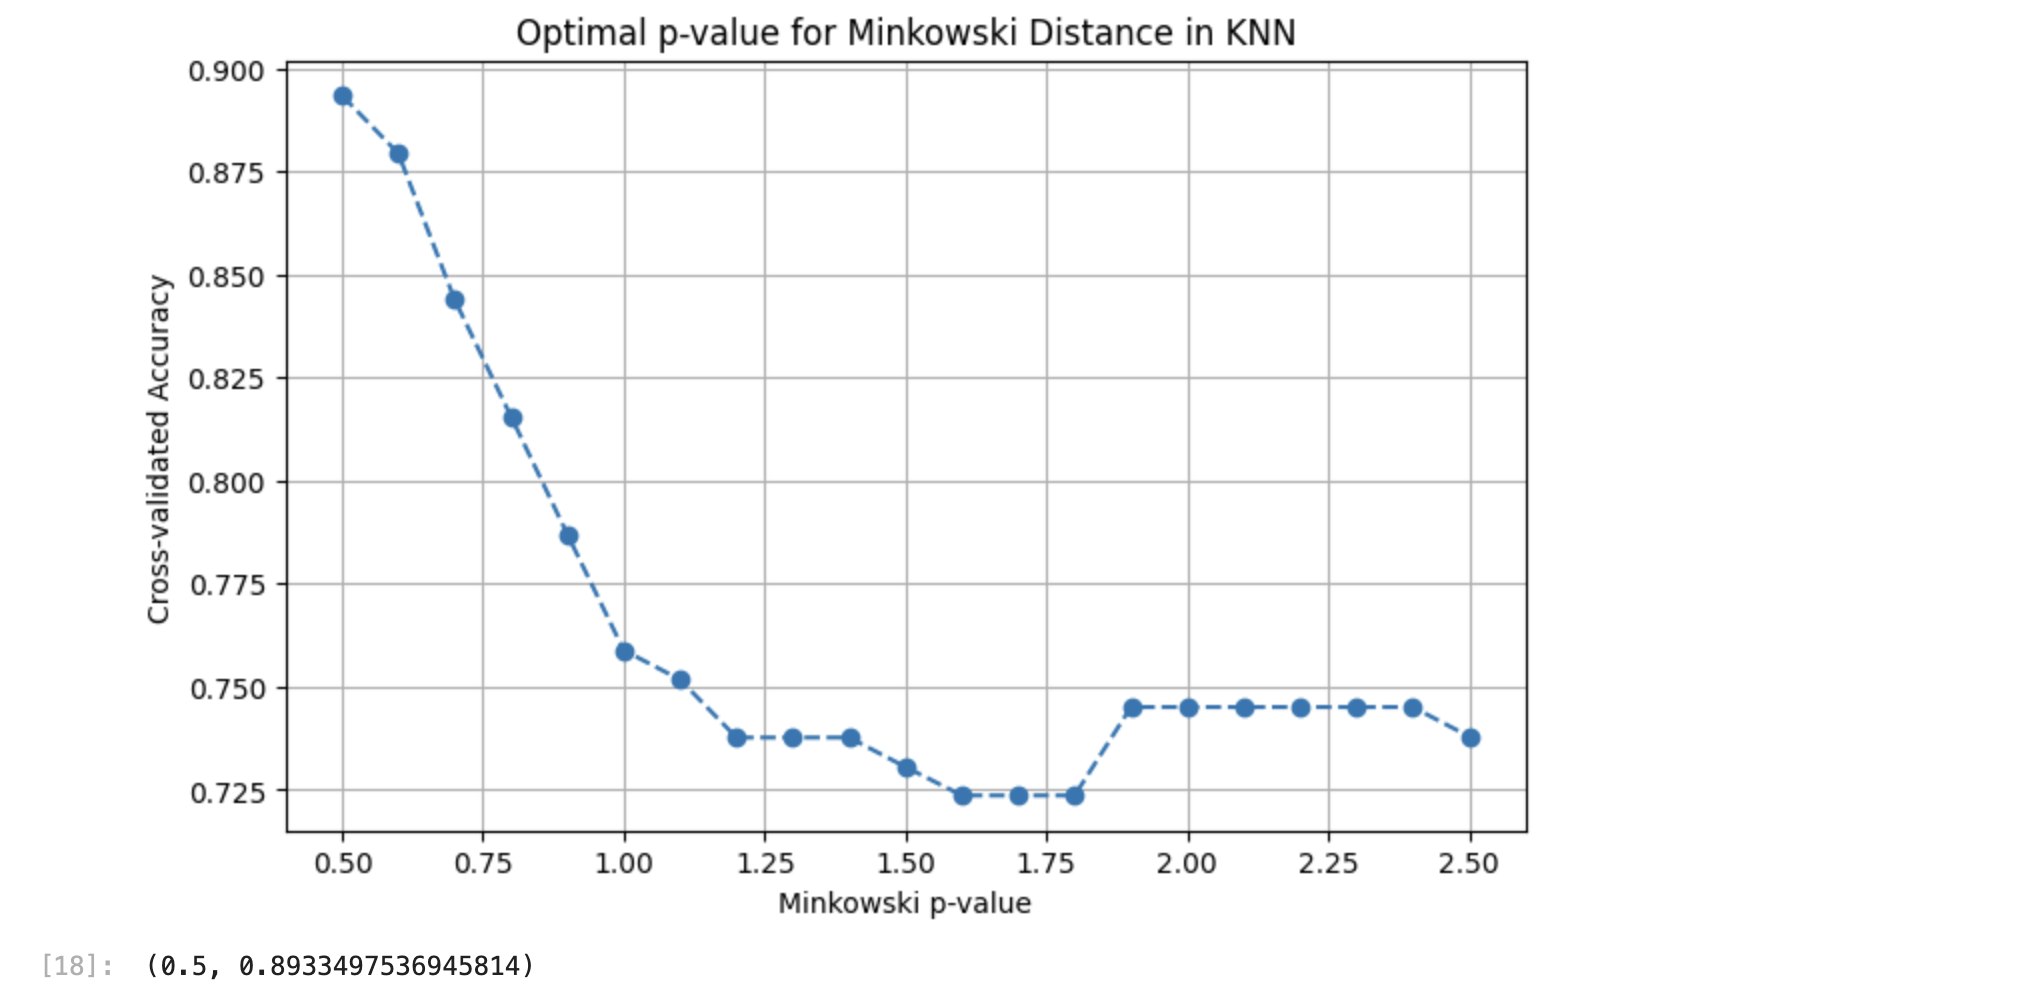 Optimal p-value for Minkowski Distance in KNN
0.900
0.875
0.850
0.825
0.800
0.775
0.750
0.725
Cross-validated Accuracy
0.50 0.75 1.00 1.25 1.50 1.75 2.00 2.25 2.50
Minkowski p-value
[18]: (0.5, 0.8933497536945814)